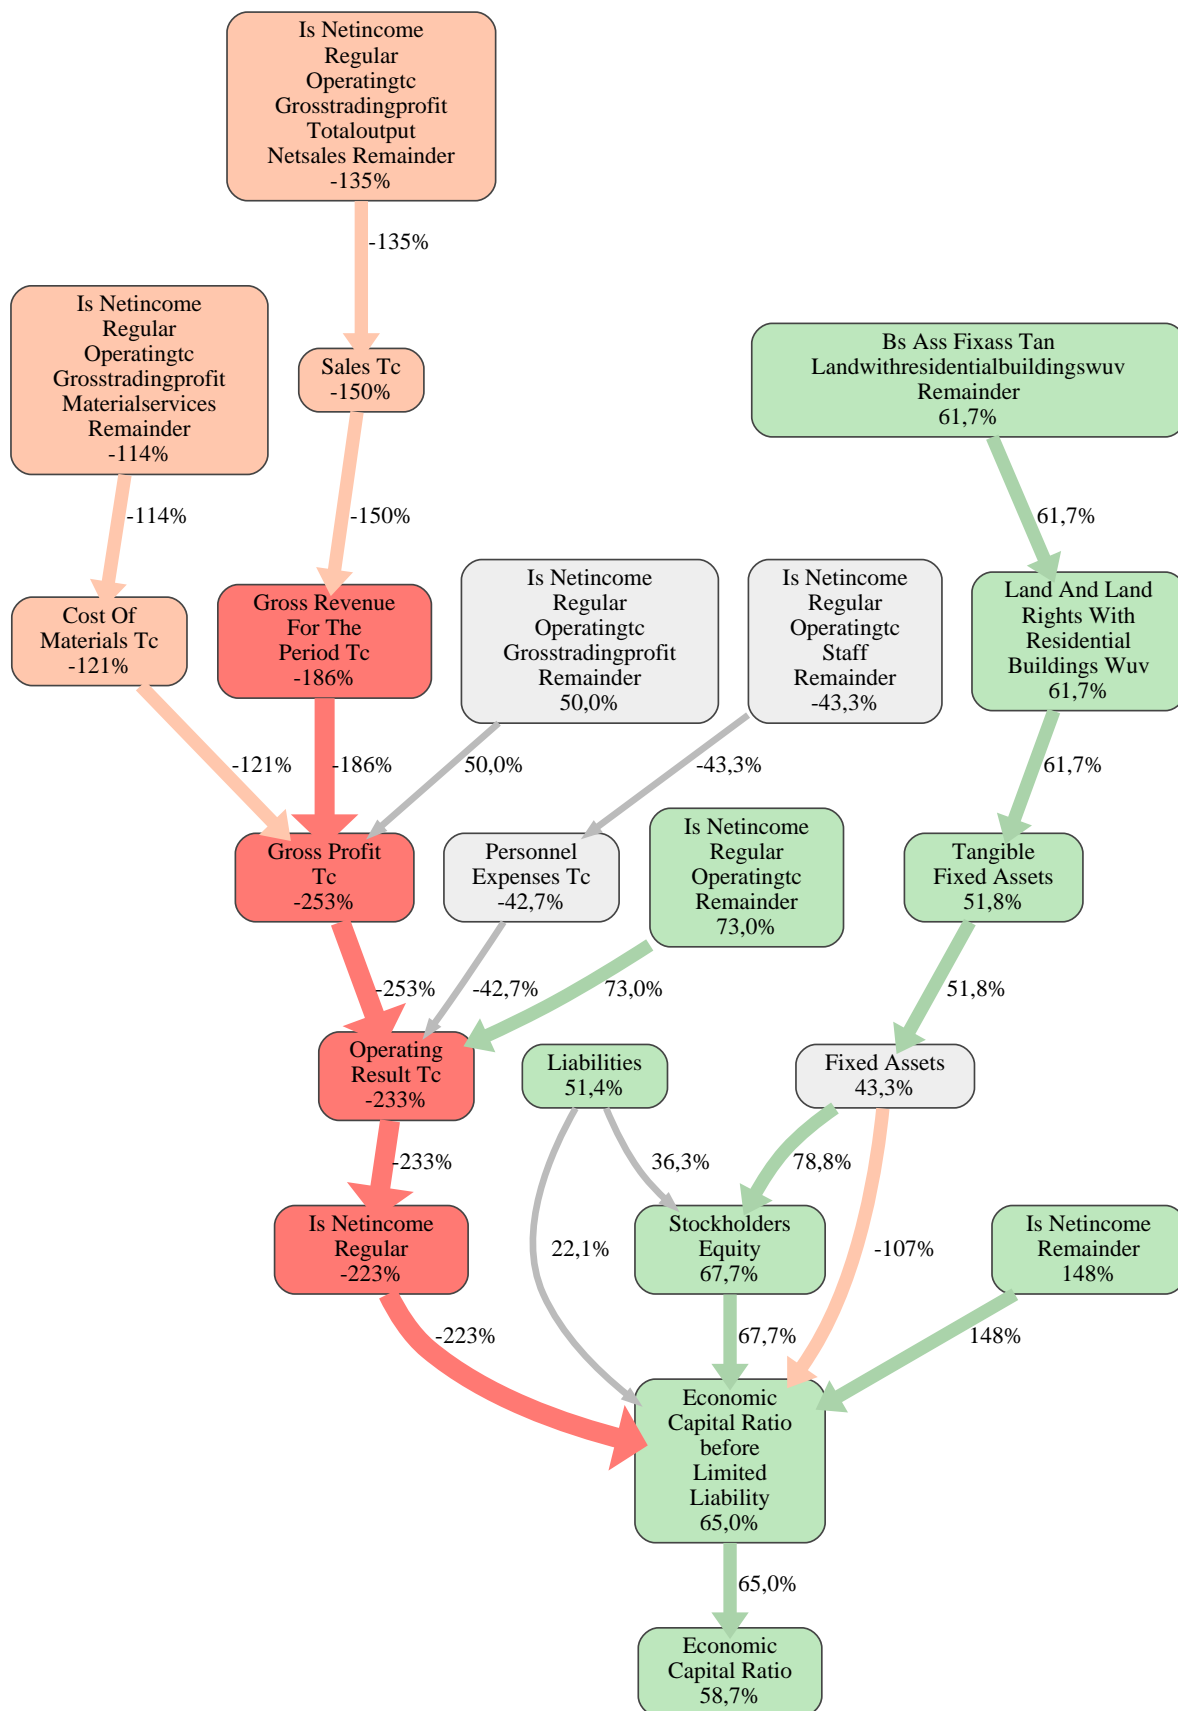 Is Netincome
Regular
Operatingtc
Grosstradingprofit
Totaloutput
Netsales Remainder
-135%
-135%
Is Netincome
Regular
Operatingtc
Grosstradingprofit
Materialservices
Remainder
-114%
Sales Tc
-150%
Bs Ass Fixass Tan
Landwithresidentialbuildingswuv
Remainder
61,7%
-114%
-150%
61,7%
Cost Of
Materials Tc
-121%
Gross Revenue
For The
Period Tc
-186%
Is Netincome
Regular
Operatingtc
Grosstradingprofit
Remainder
50,0%
Is Netincome
Regular
Operatingtc
Staff
Remainder
-43,3%
Land And Land
Rights With
Residential
Buildings Wuv
61,7%
-121%
-186%
50,0%
-43,3%
61,7%
Gross Profit
Tc
-253%
Personnel
Expenses Tc
-42,7%
Is Netincome
Regular
Operatingtc
Remainder
73,0%
Tangible
Fixed Assets
51,8%
-253%
-42,7%
73,0%
51,8%
Operating
Result Tc
-233%
Liabilities
51,4%
Fixed Assets
43,3%
-233%
36,3%
78,8%
Is Netincome
Regular
-223%
22,1%
Stockholders
Equity
67,7%
-107%
Is Netincome
Remainder
148%
-223%
67,7%
148%
Economic
Capital Ratio
before
Limited
Liability
65,0%
65,0%
Economic
Capital Ratio
58,7%